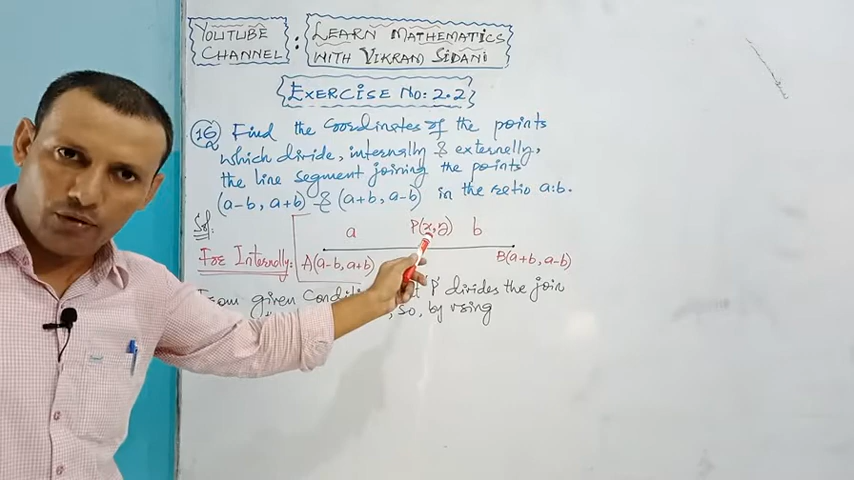 YOUTUBE CHANNEL : LEARN MATHEMATICS WITH VIKRAM SIDANI
EXERCISE No: 2.2
16 Find the coordinates of the points
which divide, internally & externally,
the line segment joining the points
(a-b, a+b) & (a+b, a-b) in the ratio a:b.
Sol:
a P(x,y) b
For Internally: A(a-b, a+b) B(a+b, a-b)
From given P divides the join
, so, by using